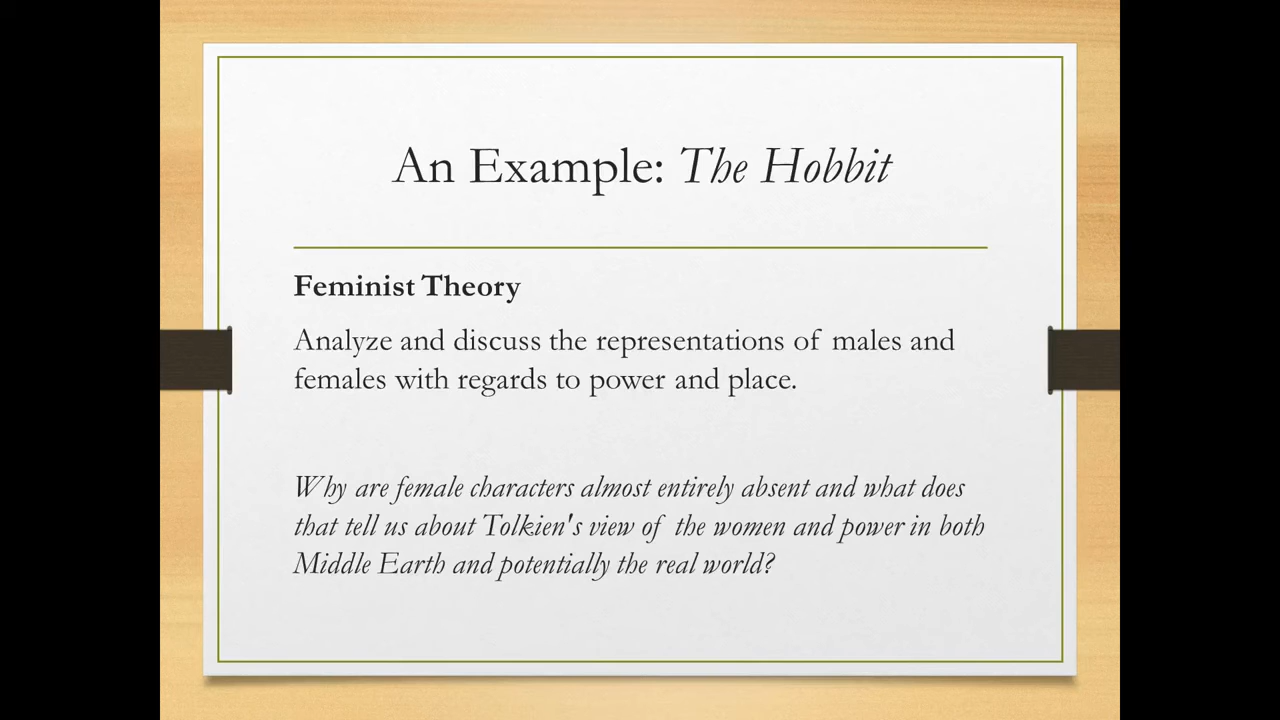 An Example: The Hobbit
Feminist Theory
Analyze and discuss the representations of males and
females with regards to power and place.
Why are female characters almost entirely absent and what does
that tell us about Tolkien's view of the women and power in both
Middle Earth and potentially the real world?